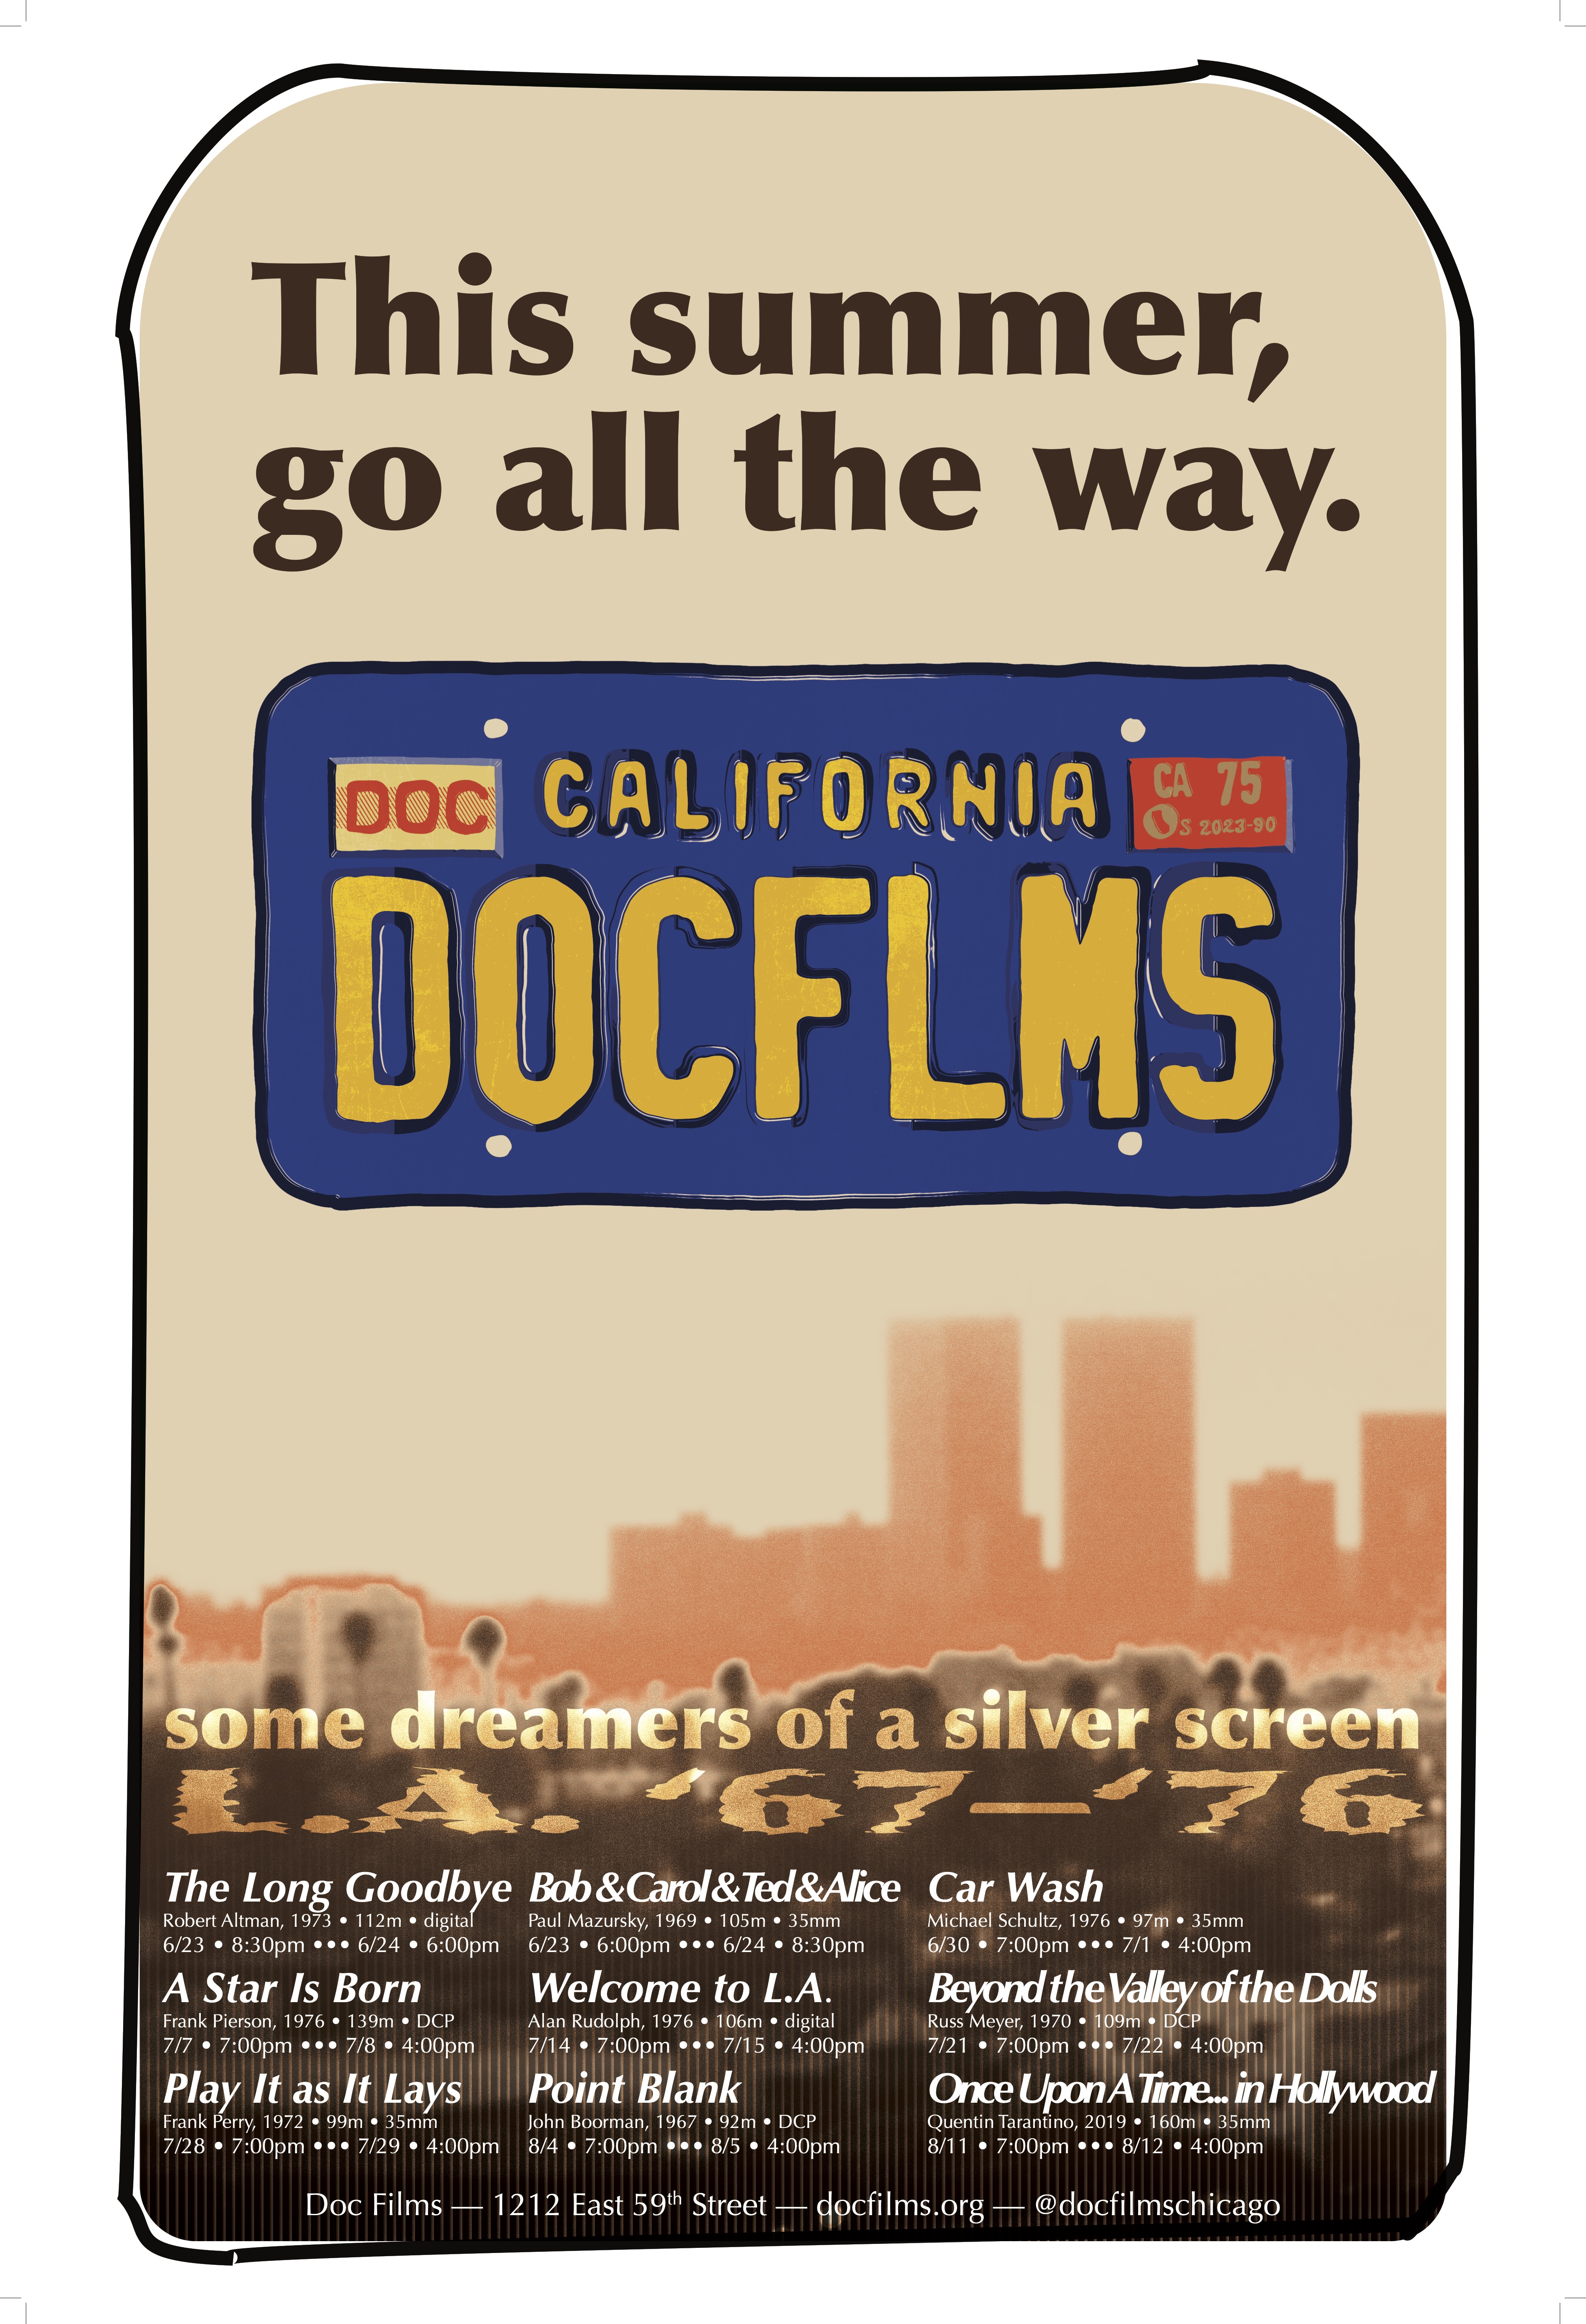 This summer,
go all the way.
DOC
CALIFORNIA
CA 75
S 2023-90
DOCFLMS
some dreamers of a silver screen
L.A. ‘67—‘76
The Long Goodbye
Robert Altman, 1973 • 112m • digital
6/23 • 8:30pm ••• 6/24 • 6:00pm
Bob & Carol & Ted & Alice
Paul Mazursky, 1969 • 105m • 35mm
6/23 • 6:00pm ••• 6/24 • 8:30pm
Car Wash
Michael Schultz, 1976 • 97m • 35mm
6/30 • 7:00pm ••• 7/1 • 4:00pm
A Star Is Born
Frank Pierson, 1976 • 139m • DCP
7/7 • 7:00pm ••• 7/8 • 4:00pm
Welcome to L.A.
Alan Rudolph, 1976 • 106m • digital
7/14 • 7:00pm ••• 7/15 • 4:00pm
Beyond the Valley of the Dolls
Russ Meyer, 1970 • 109m • DCP
7/21 • 7:00pm ••• 7/22 • 4:00pm
Play It as It Lays
Frank Perry, 1972 • 99m • 35mm
7/28 • 7:00pm ••• 7/29 • 4:00pm
Point Blank
John Boorman, 1967 • 92m • DCP
8/4 • 7:00pm ••• 8/5 • 4:00pm
Once Upon A Time... in Hollywood
Quentin Tarantino, 2019 • 160m • 35mm
8/11 • 7:00pm ••• 8/12 • 4:00pm
Doc Films — 1212 East 59th Street — docfilms.org — @docfilmschicago